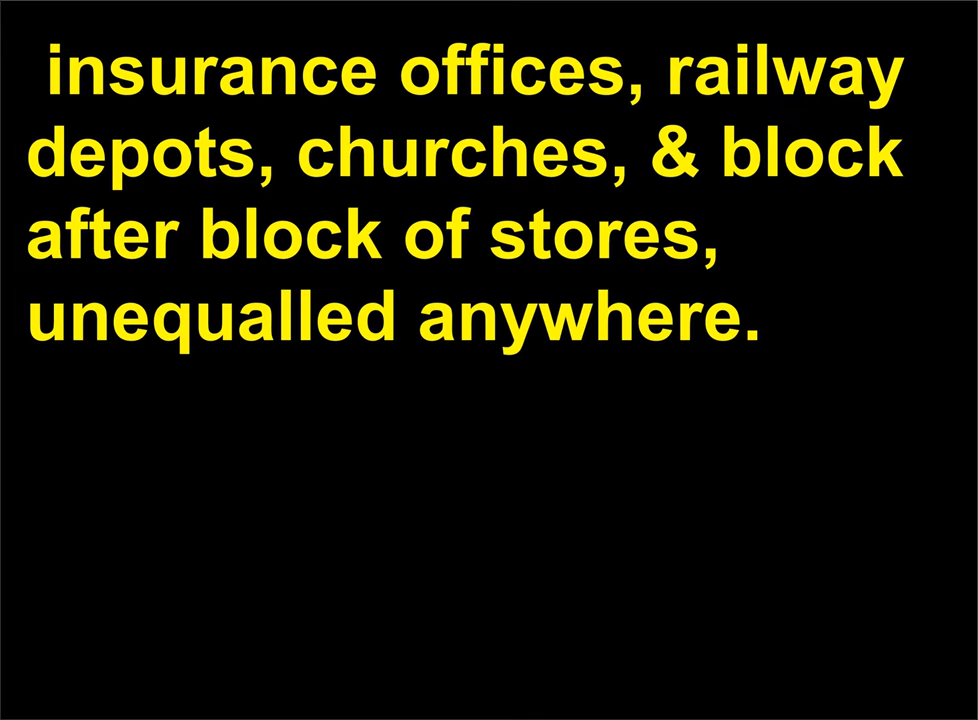 insurance offices, railway
depots, churches, & block
after block of stores,
unequalled anywhere.